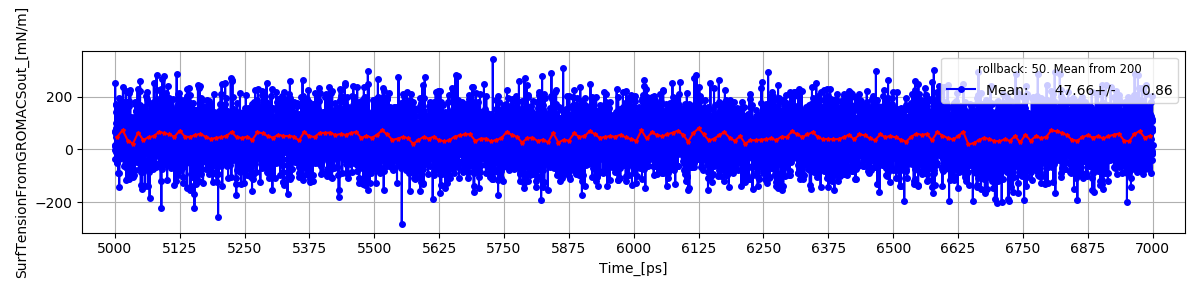 SurfTensionFromGROMACSout_[mN/m]
200
0
−200
rollback: 50. Mean from 200
Mean: 47.66+/- 0.86
5000 5125 5250 5375 5500 5625 5750 5875 6000 6125 6250 6375 6500 6625 6750 6875 7000
Time_[ps]